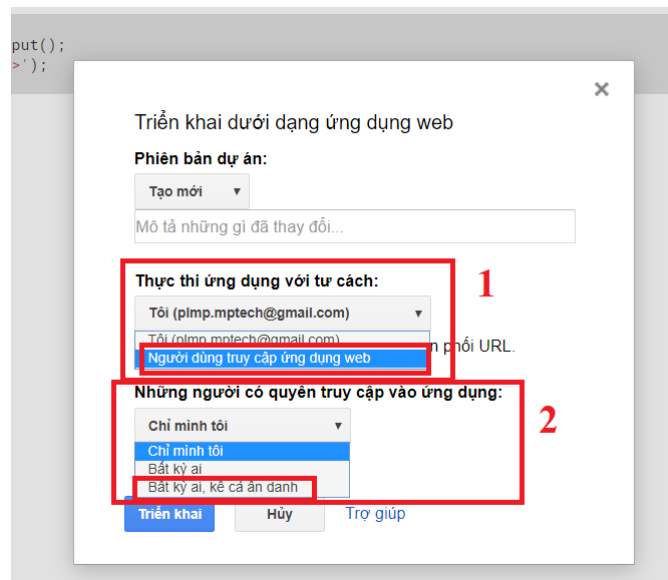 put();
>');
×
Triển khai dưới dạng ứng dụng web
Phiên bản dự án:
Tạo mới ▼
Mô tả những gì đã thay đổi...
Thực thi ứng dụng với tư cách:
1
Tôi (plmp.mptech@gmail.com) ▼
Tôi (plmp.mptech@gmail.com)
n phối URL.
Người dùng truy cập ứng dụng web
Những người có quyền truy cập vào ứng dụng:
2
Chỉ mình tôi ▼
Chỉ mình tôi
Bất kỳ ai
Bất kỳ ai, kể cả ẩn danh
Triển khai Hủy Trợ giúp